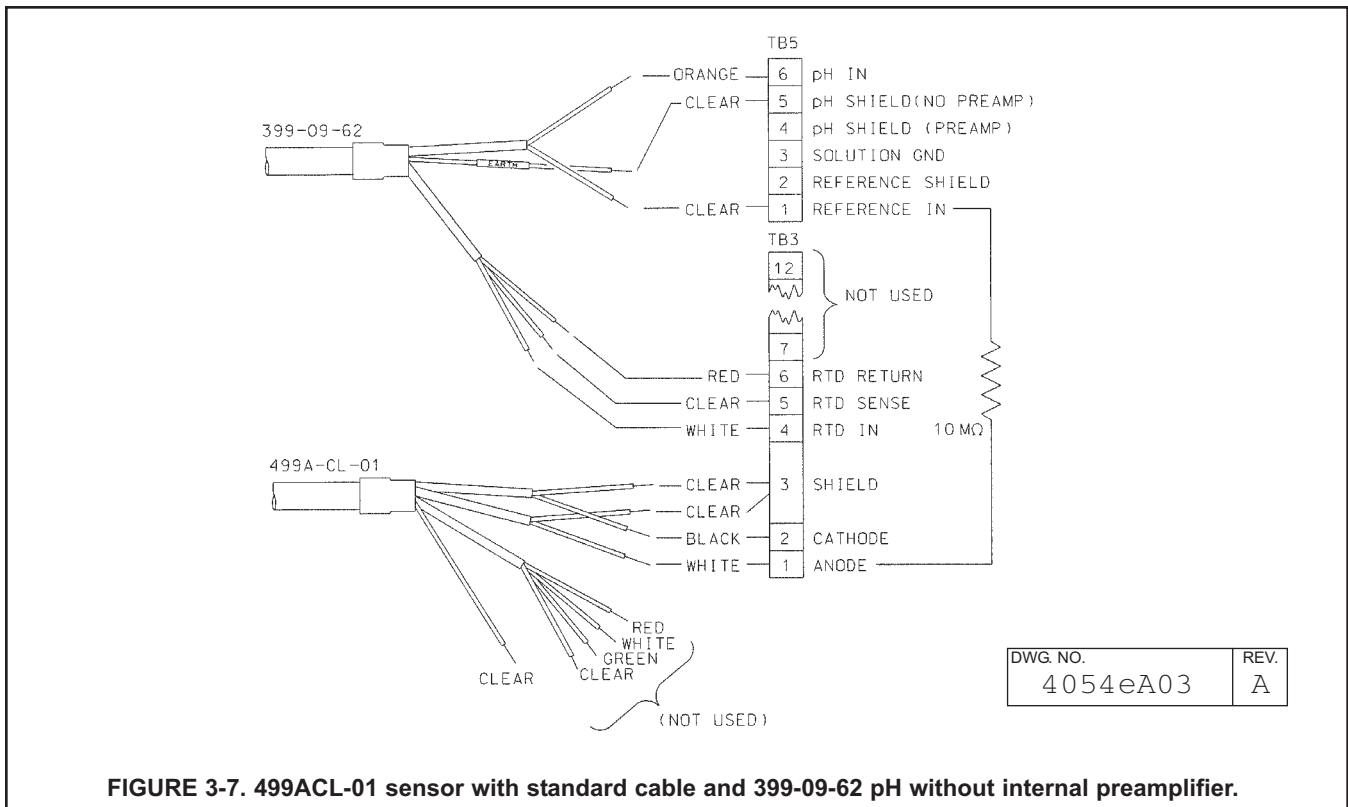 TB5
ORANGE 6 pH IN
CLEAR 5 pH SHIELD(NO PREAMP)
399-09-62
4 pH SHIELD (PREAMP)
EARTH
3 SOLUTION GND
2 REFERENCE SHIELD
CLEAR 1 REFERENCE IN
TB3
12
NOT USED
7
RED 6 RTD RETURN
CLEAR 5 RTD SENSE
WHITE 4 RTD IN 10 MΩ
499A-CL-01
CLEAR 3 SHIELD
CLEAR
BLACK 2 CATHODE
WHITE 1 ANODE
RED
WHITE
GREEN
CLEAR
CLEAR
(NOT USED)
DWG. NO. REV.
4054eA03 A
FIGURE 3-7. 499ACL-01 sensor with standard cable and 399-09-62 pH without internal preamplifier.